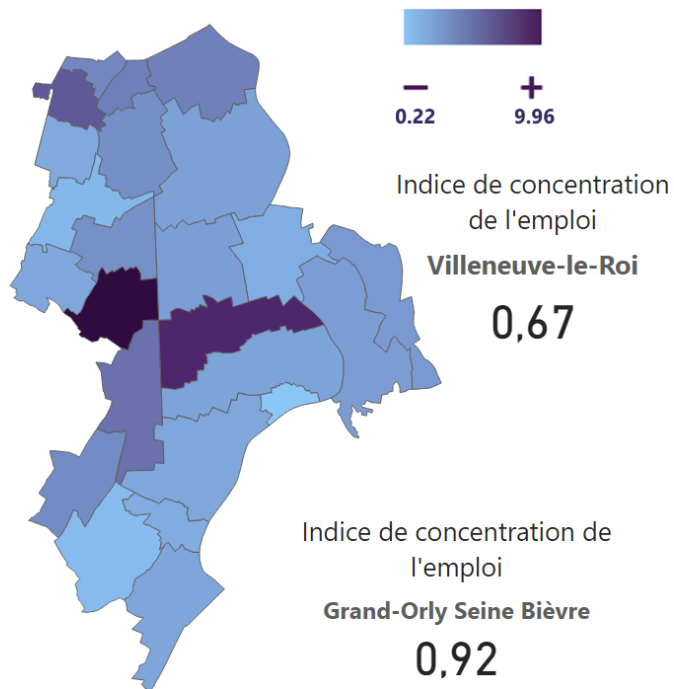 − +
0.22 9.96
Indice de concentration
de l'emploi
Villeneuve-le-Roi
0,67
Indice de concentration de
l'emploi
Grand-Orly Seine Bièvre
0,92